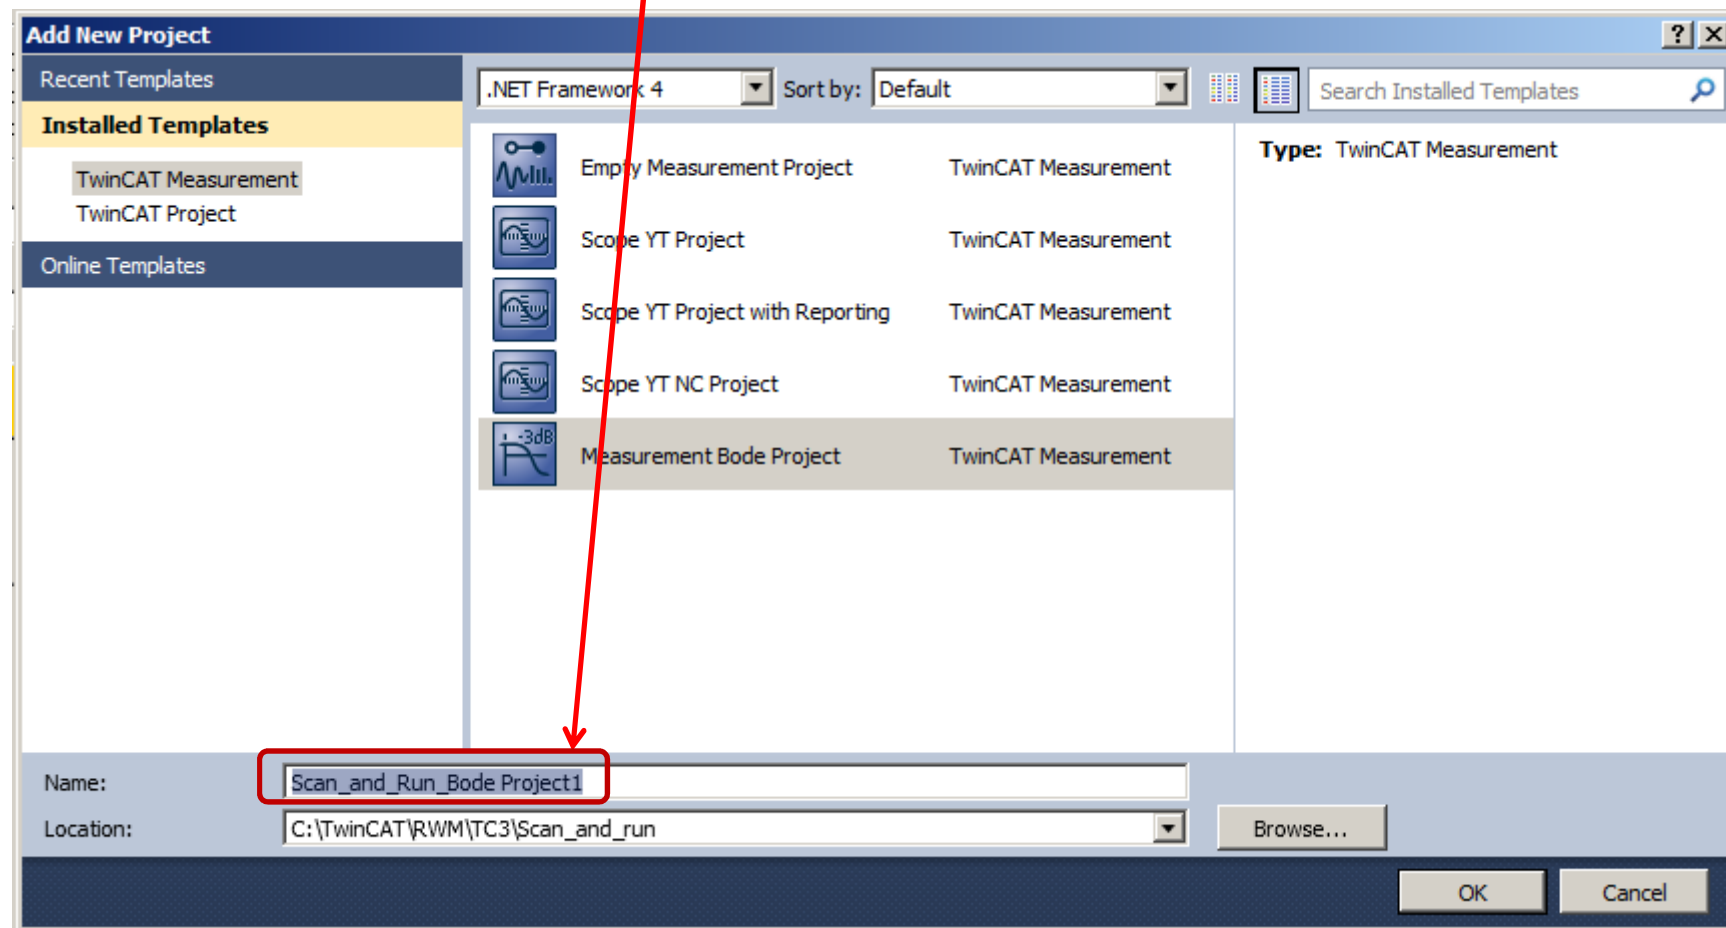 Add New Project
Recent Templates
Installed Templates
TwinCAT Measurement
TwinCAT Project
Online Templates
.NET Framework 4 Sort by: Default Search Installed Templates
Empty Measurement Project TwinCAT Measurement
Scope YT Project TwinCAT Measurement
Scope YT Project with Reporting TwinCAT Measurement
Scope YT NC Project TwinCAT Measurement
-3dB
Measurement Bode Project TwinCAT Measurement
Type: TwinCAT Measurement
Name: Scan_and_Run_Bode Project1
Location: C:\TwinCAT\RWM\TC3\Scan_and_run Browse...
OK Cancel